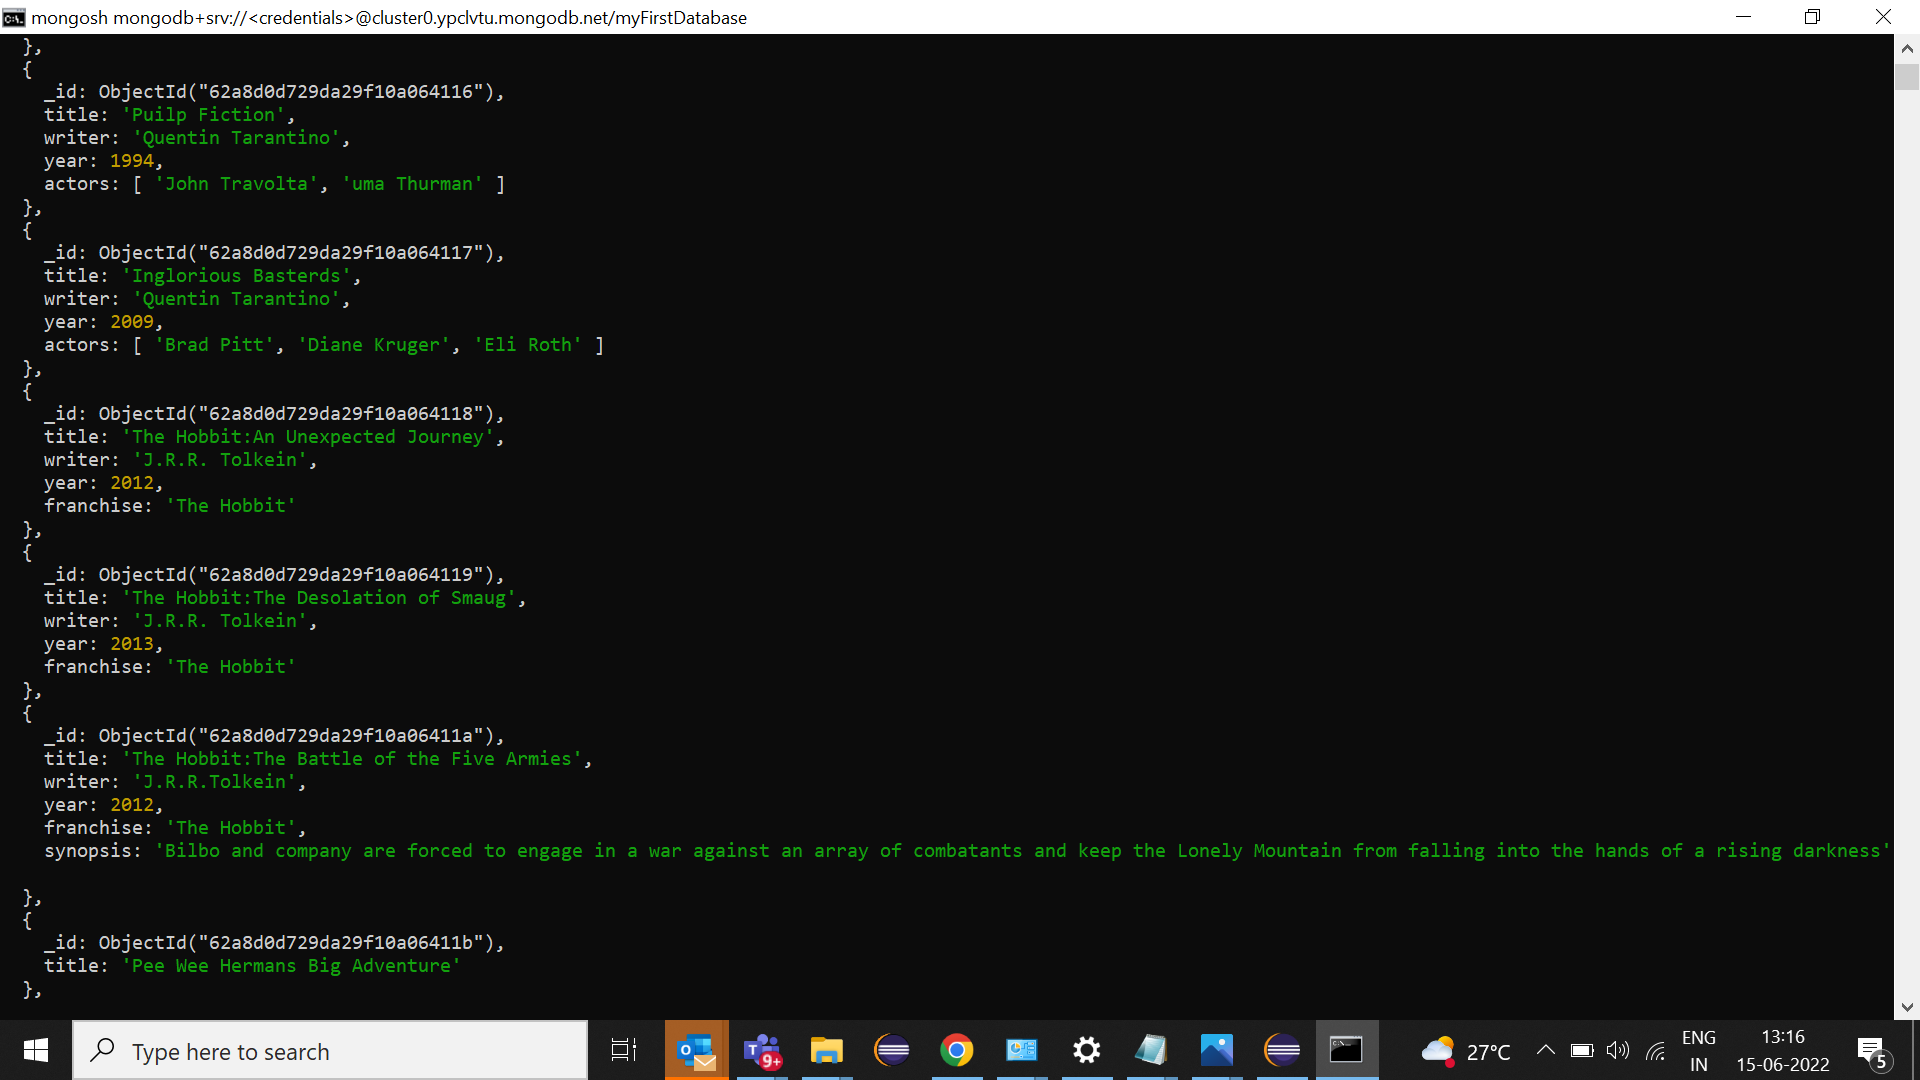 mongosh mongodb+srv://<credentials>@cluster0.ypclvtu.mongodb.net/myFirstDatabase
},
{
_id: ObjectId("62a8d0d729da29f10a064116"),
title: 'Puilp Fiction',
writer: 'Quentin Tarantino',
year: 1994,
actors: [ 'John Travolta', 'uma Thurman' ]
},
{
_id: ObjectId("62a8d0d729da29f10a064117"),
title: 'Inglorious Basterds',
writer: 'Quentin Tarantino',
year: 2009,
actors: [ 'Brad Pitt', 'Diane Kruger', 'Eli Roth' ]
},
{
_id: ObjectId("62a8d0d729da29f10a064118"),
title: 'The Hobbit:An Unexpected Journey',
writer: 'J.R.R. Tolkein',
year: 2012,
franchise: 'The Hobbit'
},
{
_id: ObjectId("62a8d0d729da29f10a064119"),
title: 'The Hobbit:The Desolation of Smaug',
writer: 'J.R.R. Tolkein',
year: 2013,
franchise: 'The Hobbit'
},
{
_id: ObjectId("62a8d0d729da29f10a06411a"),
title: 'The Hobbit:The Battle of the Five Armies',
writer: 'J.R.R.Tolkein',
year: 2012,
franchise: 'The Hobbit',
synopsis: 'Bilbo and company are forced to engage in a war against an array of combatants and keep the Lonely Mountain from falling into the hands of a rising darkness'
},
{
_id: ObjectId("62a8d0d729da29f10a06411b"),
title: 'Pee Wee Hermans Big Adventure'
},
Type here to search
9+
27°C
ENG
IN
13:16
15-06-2022
5